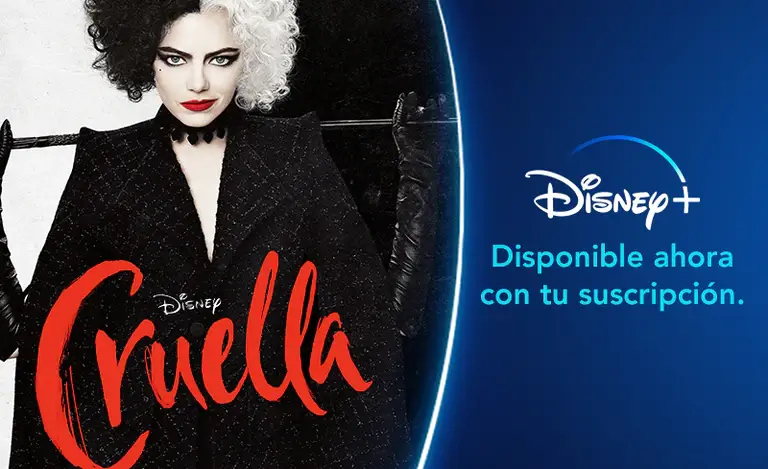 Disney
Cruella
Disney+
Disponible ahora
con tu suscripción.